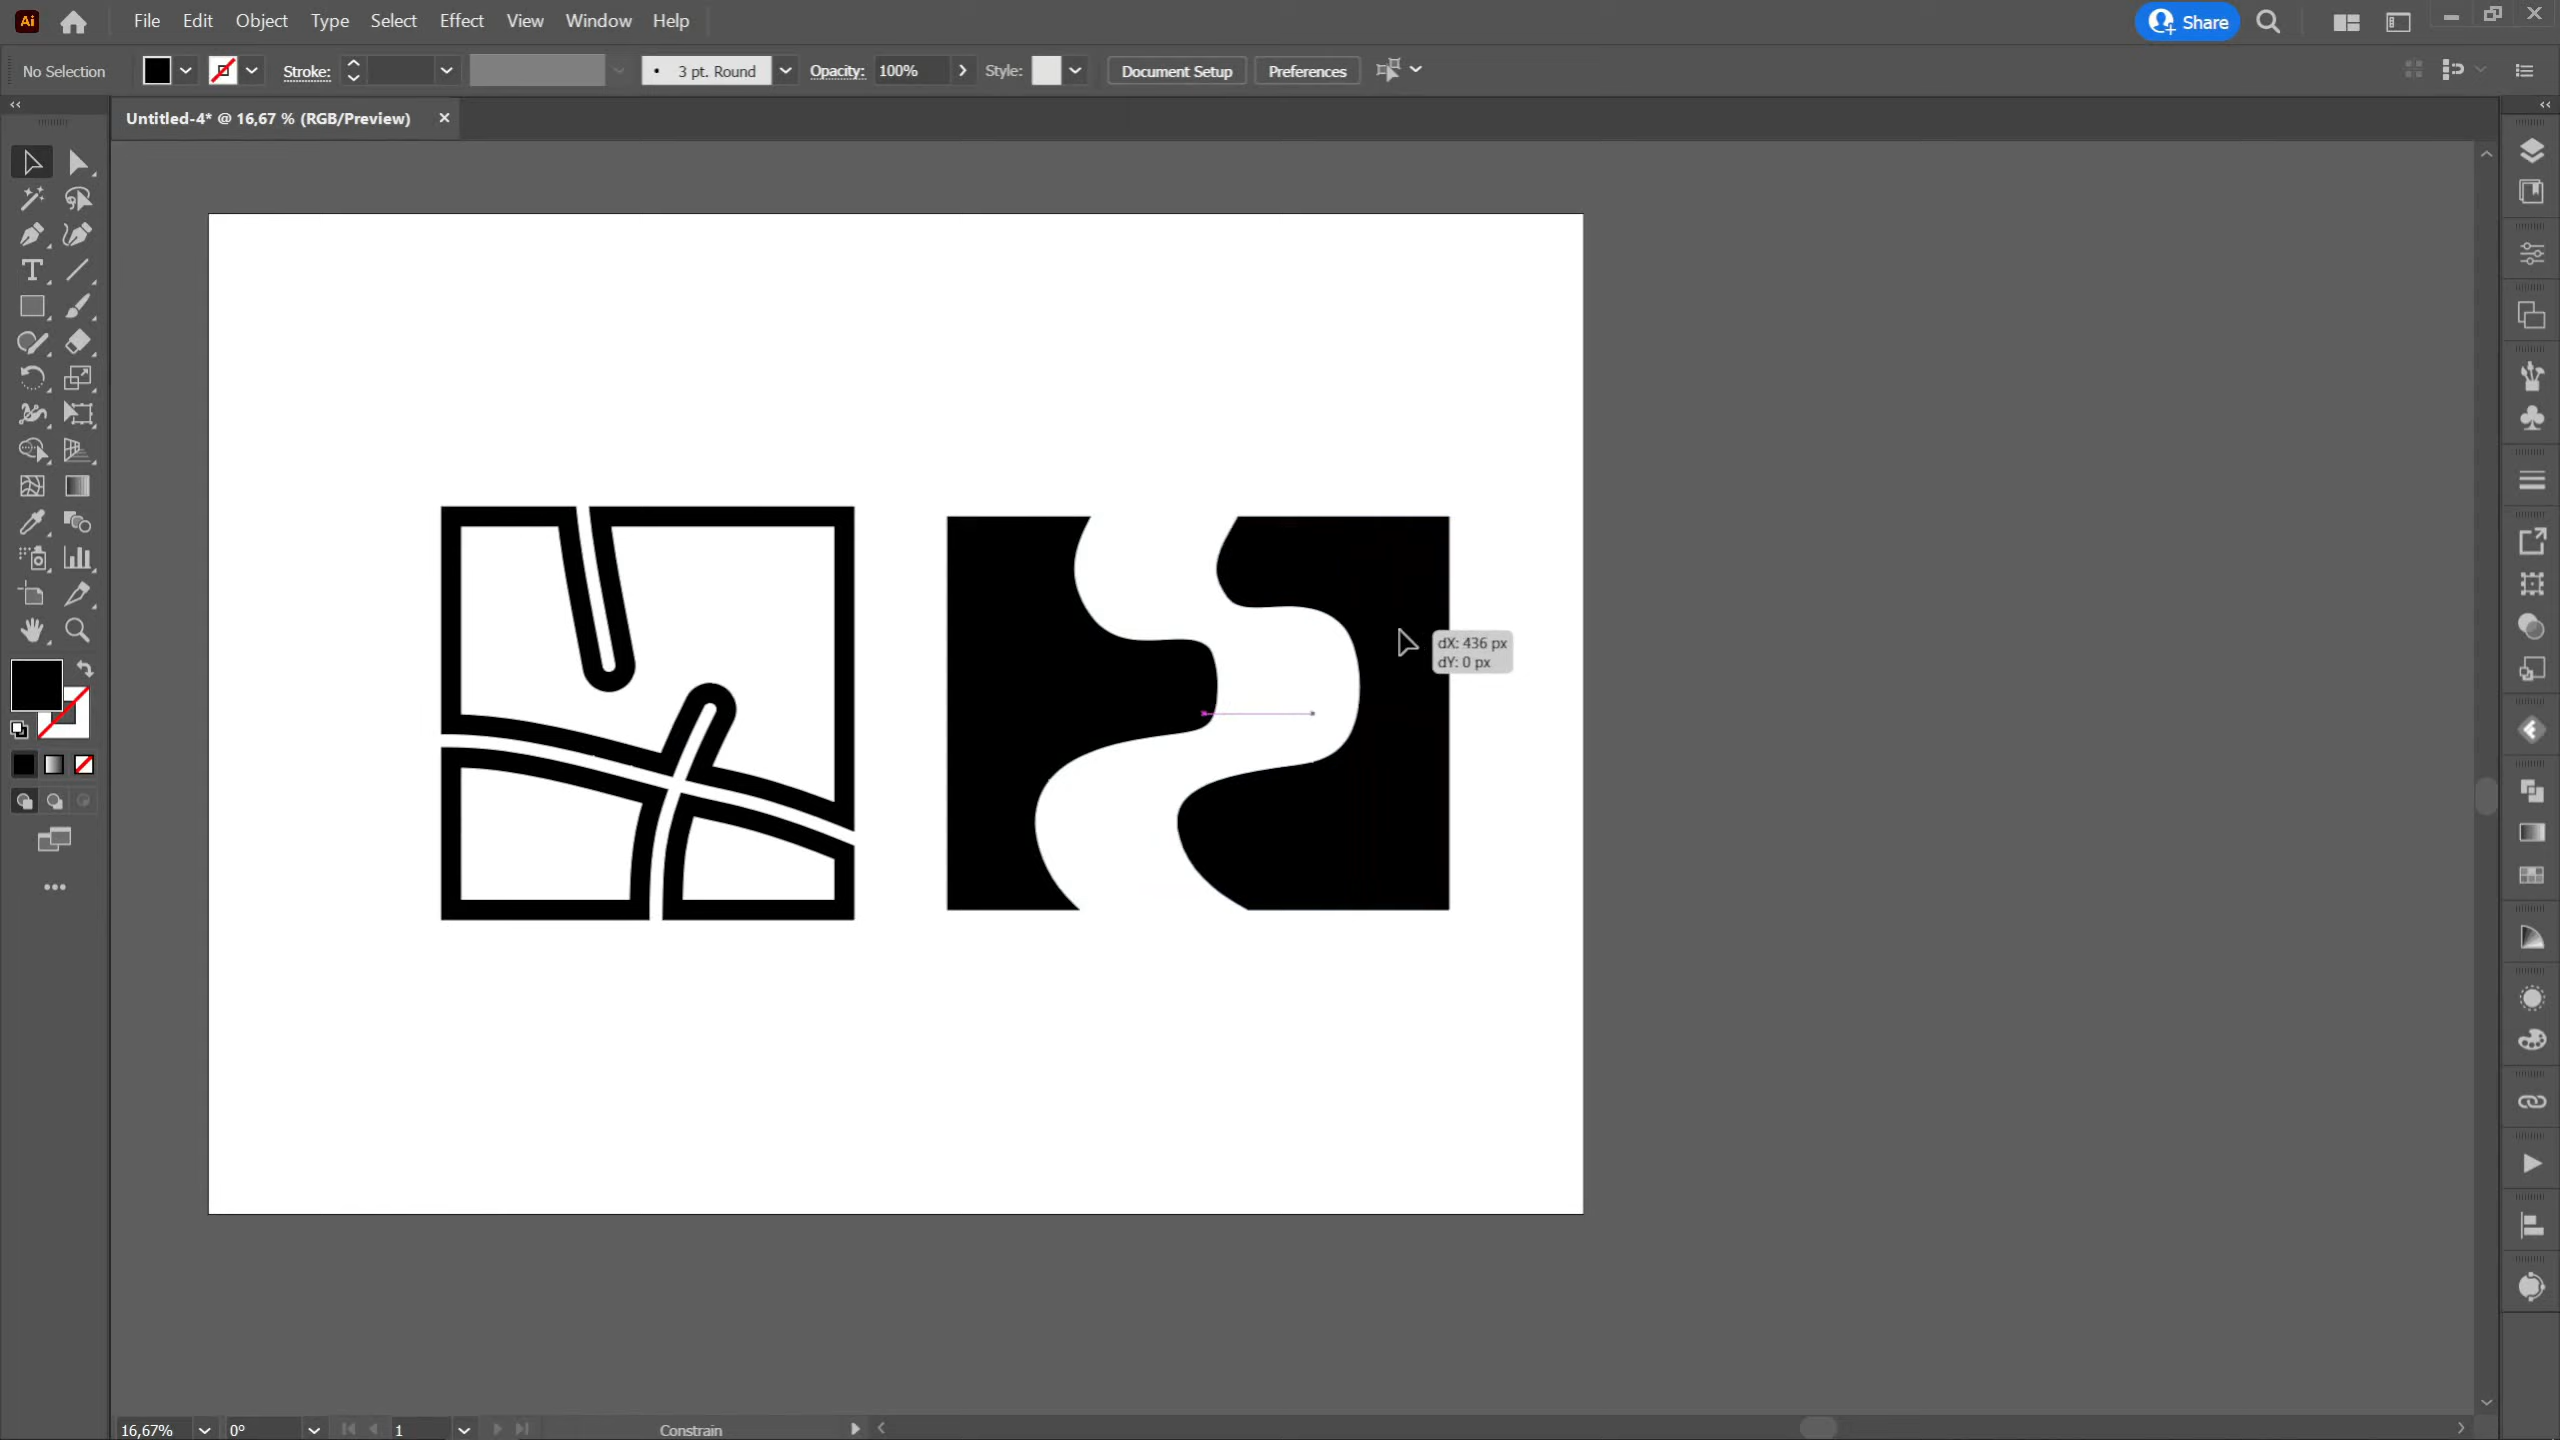 Ai File Edit Object Type Select Effect View Window Help Share
No Selection Stroke: 3 pt. Round Opacity: 100% Style: Document Setup Preferences
Untitled-4* @ 16,67 % (RGB/Preview)
dX: 436 px
dY: 0 px
16,67% 0° 1 Constrain